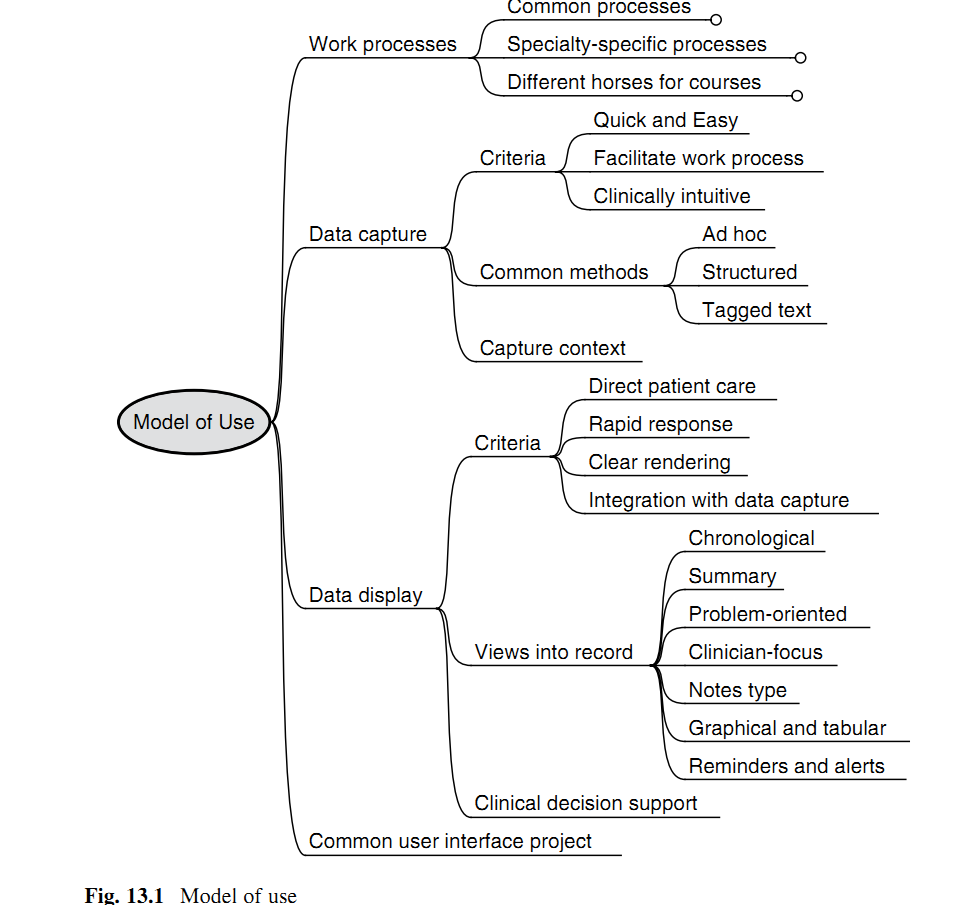 Common processes
Work processes
Specialty-specific processes
Different horses for courses
Quick and Easy
Criteria
Facilitate work process
Clinically intuitive
Data capture
Ad hoc
Common methods
Structured
Tagged text
Capture context
Direct patient care
Model of Use
Rapid response
Criteria
Clear rendering
Integration with data capture
Chronological
Summary
Data display
Problem-oriented
Views into record
Clinician-focus
Notes type
Graphical and tabular
Reminders and alerts
Clinical decision support
Common user interface project
Fig. 13.1 Model of use